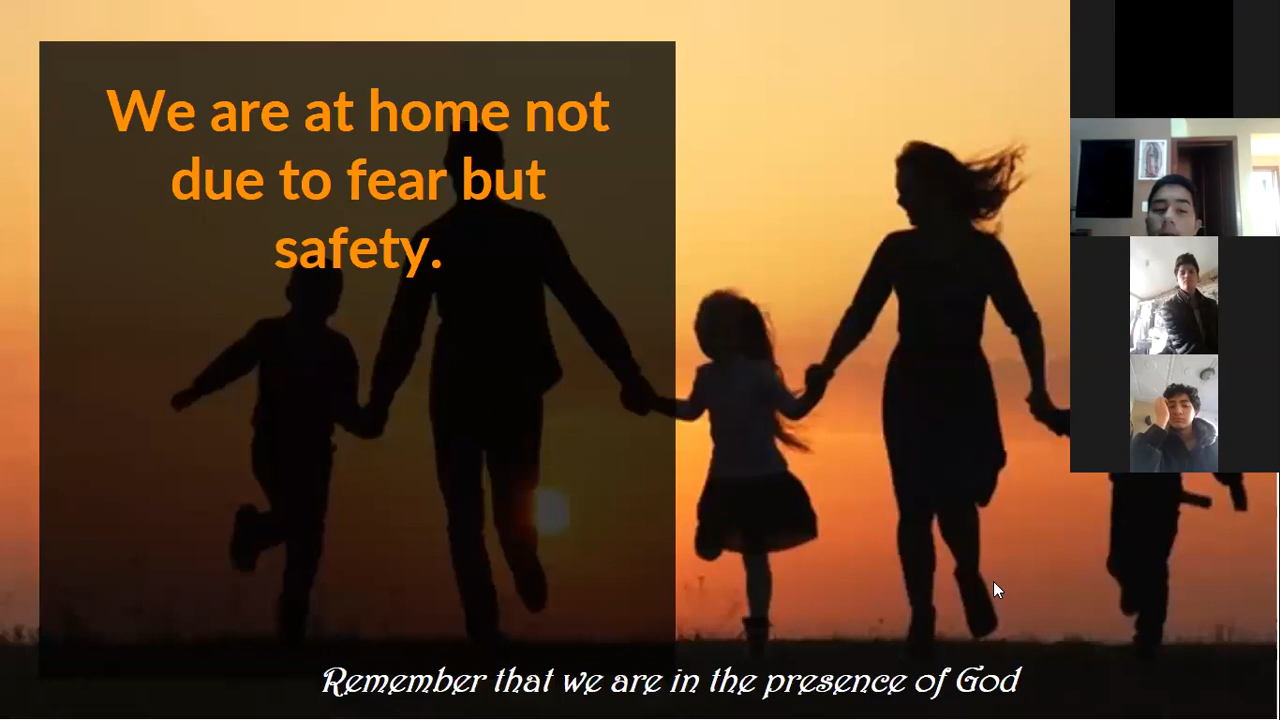 We are at home not
due to fear but
safety.
Remember that we are in the presence of God